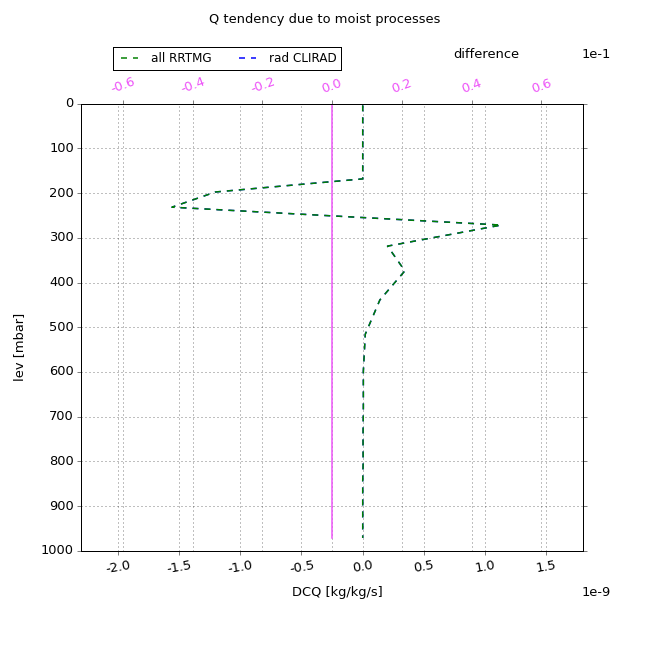 Q tendency due to moist processes
all RRTMG rad CLIRAD difference 1e-1
-0.6 -0.4 -0.2 0.0 0.2 0.4 0.6
0
100
200
300
400
500
600
700
800
900
1000
lev [mbar]
-2.0 -1.5 -1.0 -0.5 0.0 0.5 1.0 1.5
DCQ [kg/kg/s] 1e-9